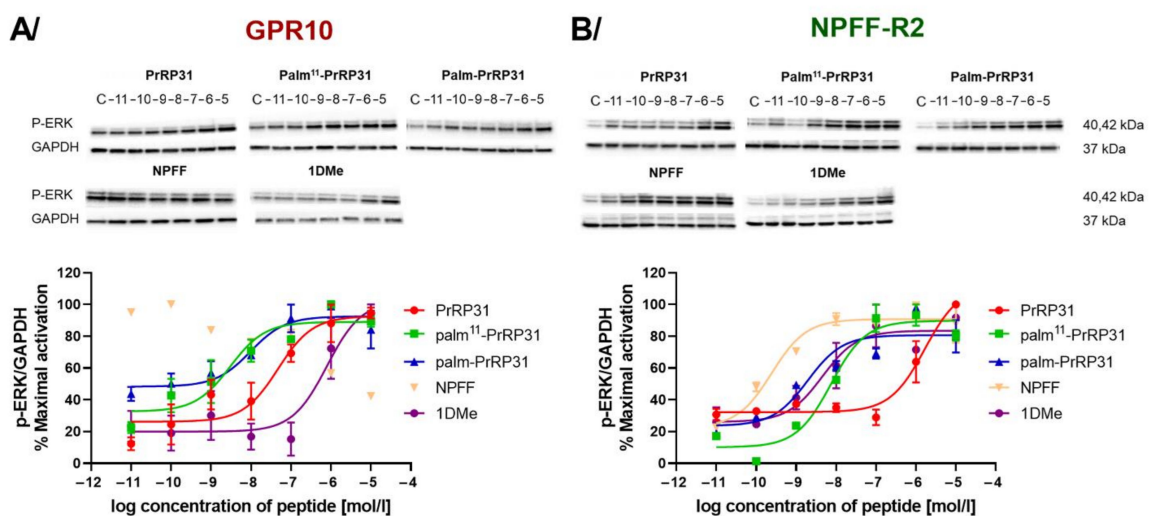 A/
GPR10
PrRP31 Palm¹¹-PrRP31 Palm-PrRP31
C -11 -10 -9 -8 -7 -6 -5 C -11 -10 -9 -8 -7 -6 -5 C -11 -10 -9 -8 -7 -6 -5
P-ERK
GAPDH
NPFF 1DMe
P-ERK
GAPDH
p-ERK/GAPDH
% Maximal activation
120
100
80
60
40
20
0
−12 −11 −10 −9 −8 −7 −6 −5 −4
log concentration of peptide [mol/l]
PrRP31
palm¹¹-PrRP31
palm-PrRP31
NPFF
1DMe
B/
NPFF-R2
PrRP31 Palm¹¹-PrRP31 Palm-PrRP31
C -11 -10 -9 -8 -7 -6 -5 C -11 -10 -9 -8 -7 -6 -5 C -11 -10 -9 -8 -7 -6 -5
40,42 kDa
37 kDa
NPFF 1DMe
40,42 kDa
37 kDa
p-ERK/GAPDH
% Maximal activation
120
100
80
60
40
20
0
−12 −11 −10 −9 −8 −7 −6 −5 −4
log concentration of peptide [mol/l]
PrRP31
palm¹¹-PrRP31
palm-PrRP31
NPFF
1DMe